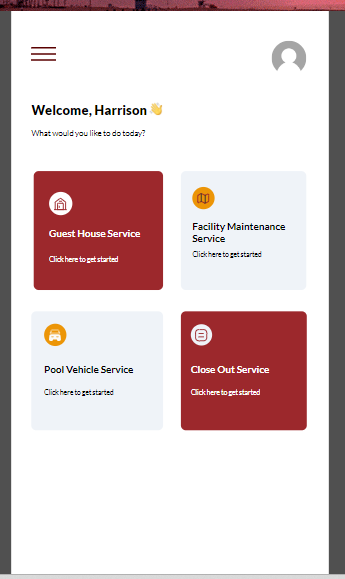 Welcome, Harrison 👋
What would you like to do today?
Guest House Service
Click here to get started
Facility Maintenance
Service
Click here to get started
Pool Vehicle Service
Click here to get started
Close Out Service
Click here to get started